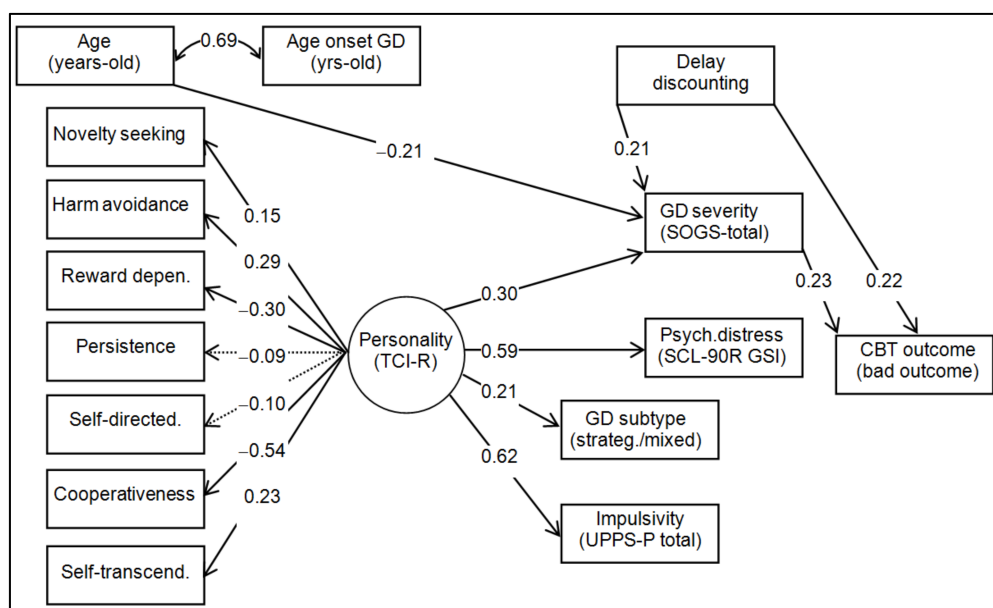 Age
(years-old)
0.69
Age onset GD
(yrs-old)
Delay
discounting
Novelty seeking
−0.21
0.21
Harm avoidance
0.15
GD severity
(SOGS-total)
Reward depen.
0.29
0.30
0.23
0.22
−0.30
Persistence
−0.09
Personality
(TCI-R)
0.59
Psych.distress
(SCL-90R GSI)
CBT outcome
(bad outcome)
0.21
Self-directed.
−0.10
GD subtype
(strateg./mixed)
−0.54
0.62
Cooperativeness
0.23
Impulsivity
(UPPS-P total)
Self-transcend.